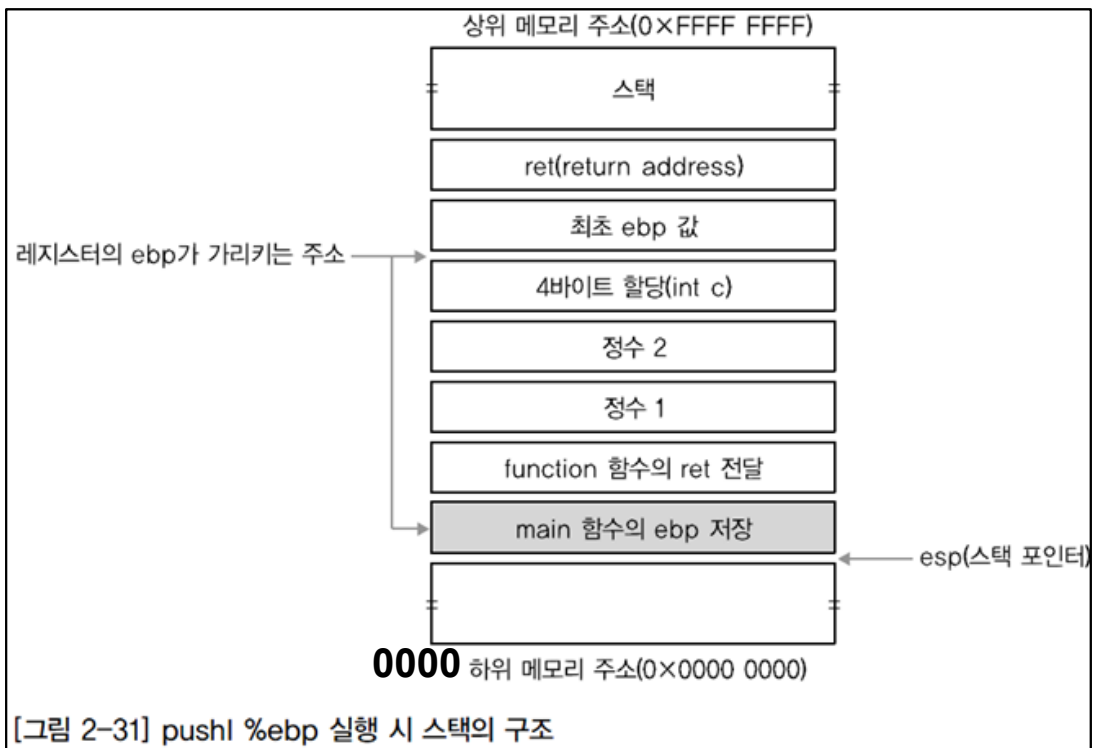 상위 메모리 주소(0×FFFF FFFF)
스택
ret(return address)
최초 ebp 값
레지스터의 ebp가 가리키는 주소
4바이트 할당(int c)
정수 2
정수 1
function 함수의 ret 전달
main 함수의 ebp 저장
esp(스택 포인터)
0000 하위 메모리 주소(0×0000 0000)
[그림 2-31] pushl %ebp 실행 시 스택의 구조